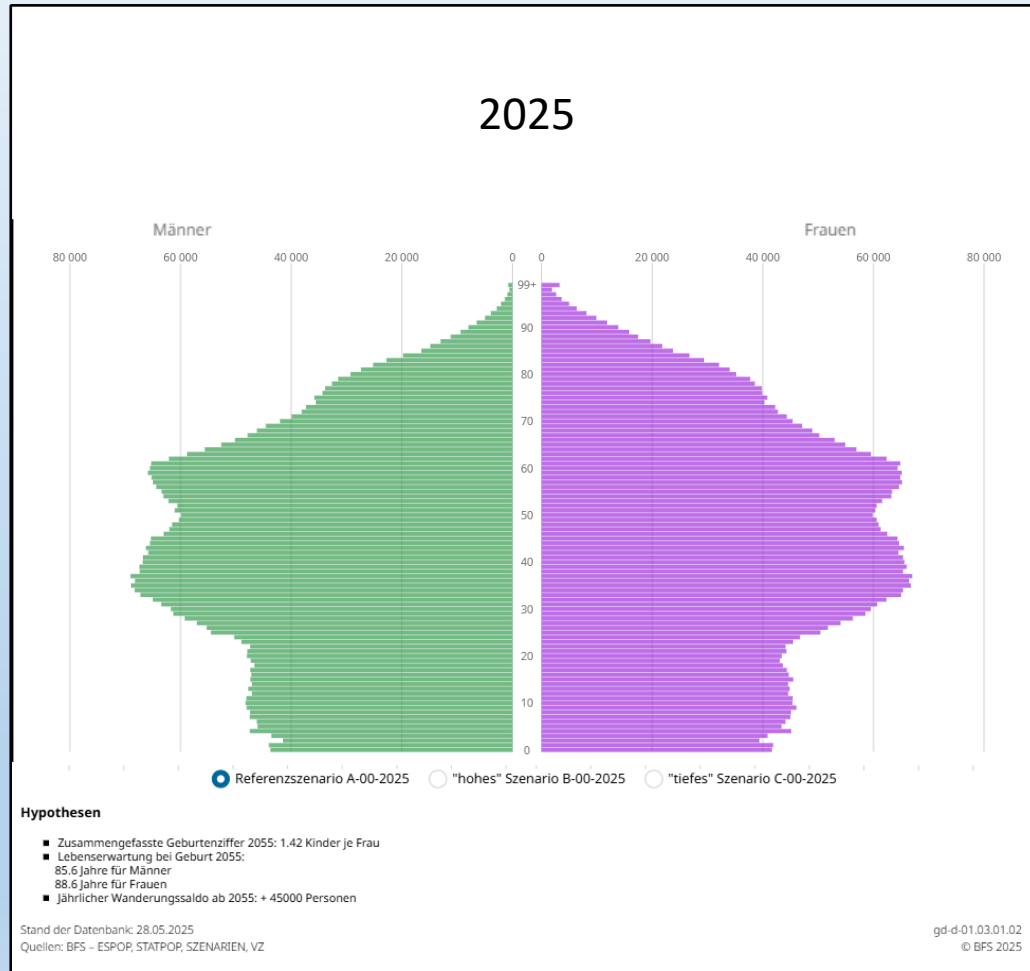 2025
Männer Frauen
80 000 60 000 40 000 20 000 0 0 20 000 40 000 60 000 80 000
99+
90
80
70
60
50
40
30
20
10
0
Referenzszenario A-00-2025 "hohes" Szenario B-00-2025 "tiefes" Szenario C-00-2025
Hypothesen
Zusammengefasste Geburtenziffer 2055: 1.42 Kinder je Frau
Lebenserwartung bei Geburt 2055:
85.6 Jahre für Männer
88.6 Jahre für Frauen
Jährlicher Wanderungssaldo ab 2055: + 45000 Personen
Stand der Datenbank: 28.05.2025 gd-d-01.03.01.02
Quellen: BFS – ESPOP, STATPOP, SZENARIEN, VZ © BFS 2025